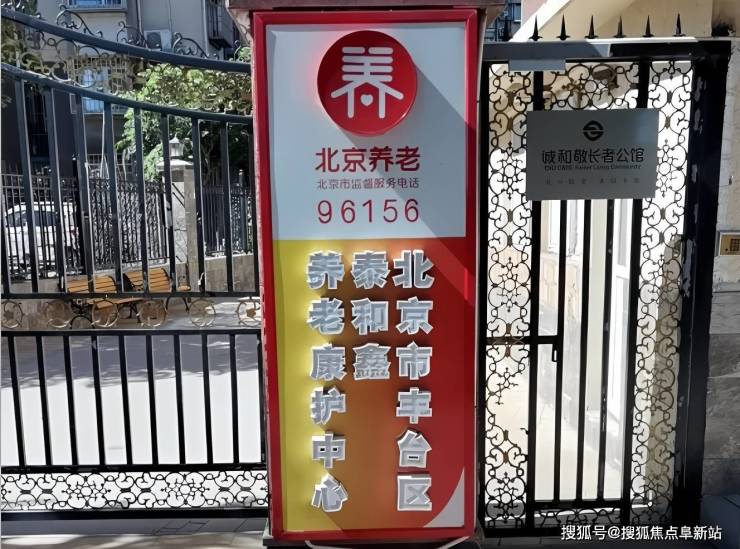 养
北京养老
北京市监督服务电话
96156
北京市丰台区
泰和鑫
养老康护中心
诚和敬长者公馆
搜狐号@搜狐焦点阜新站